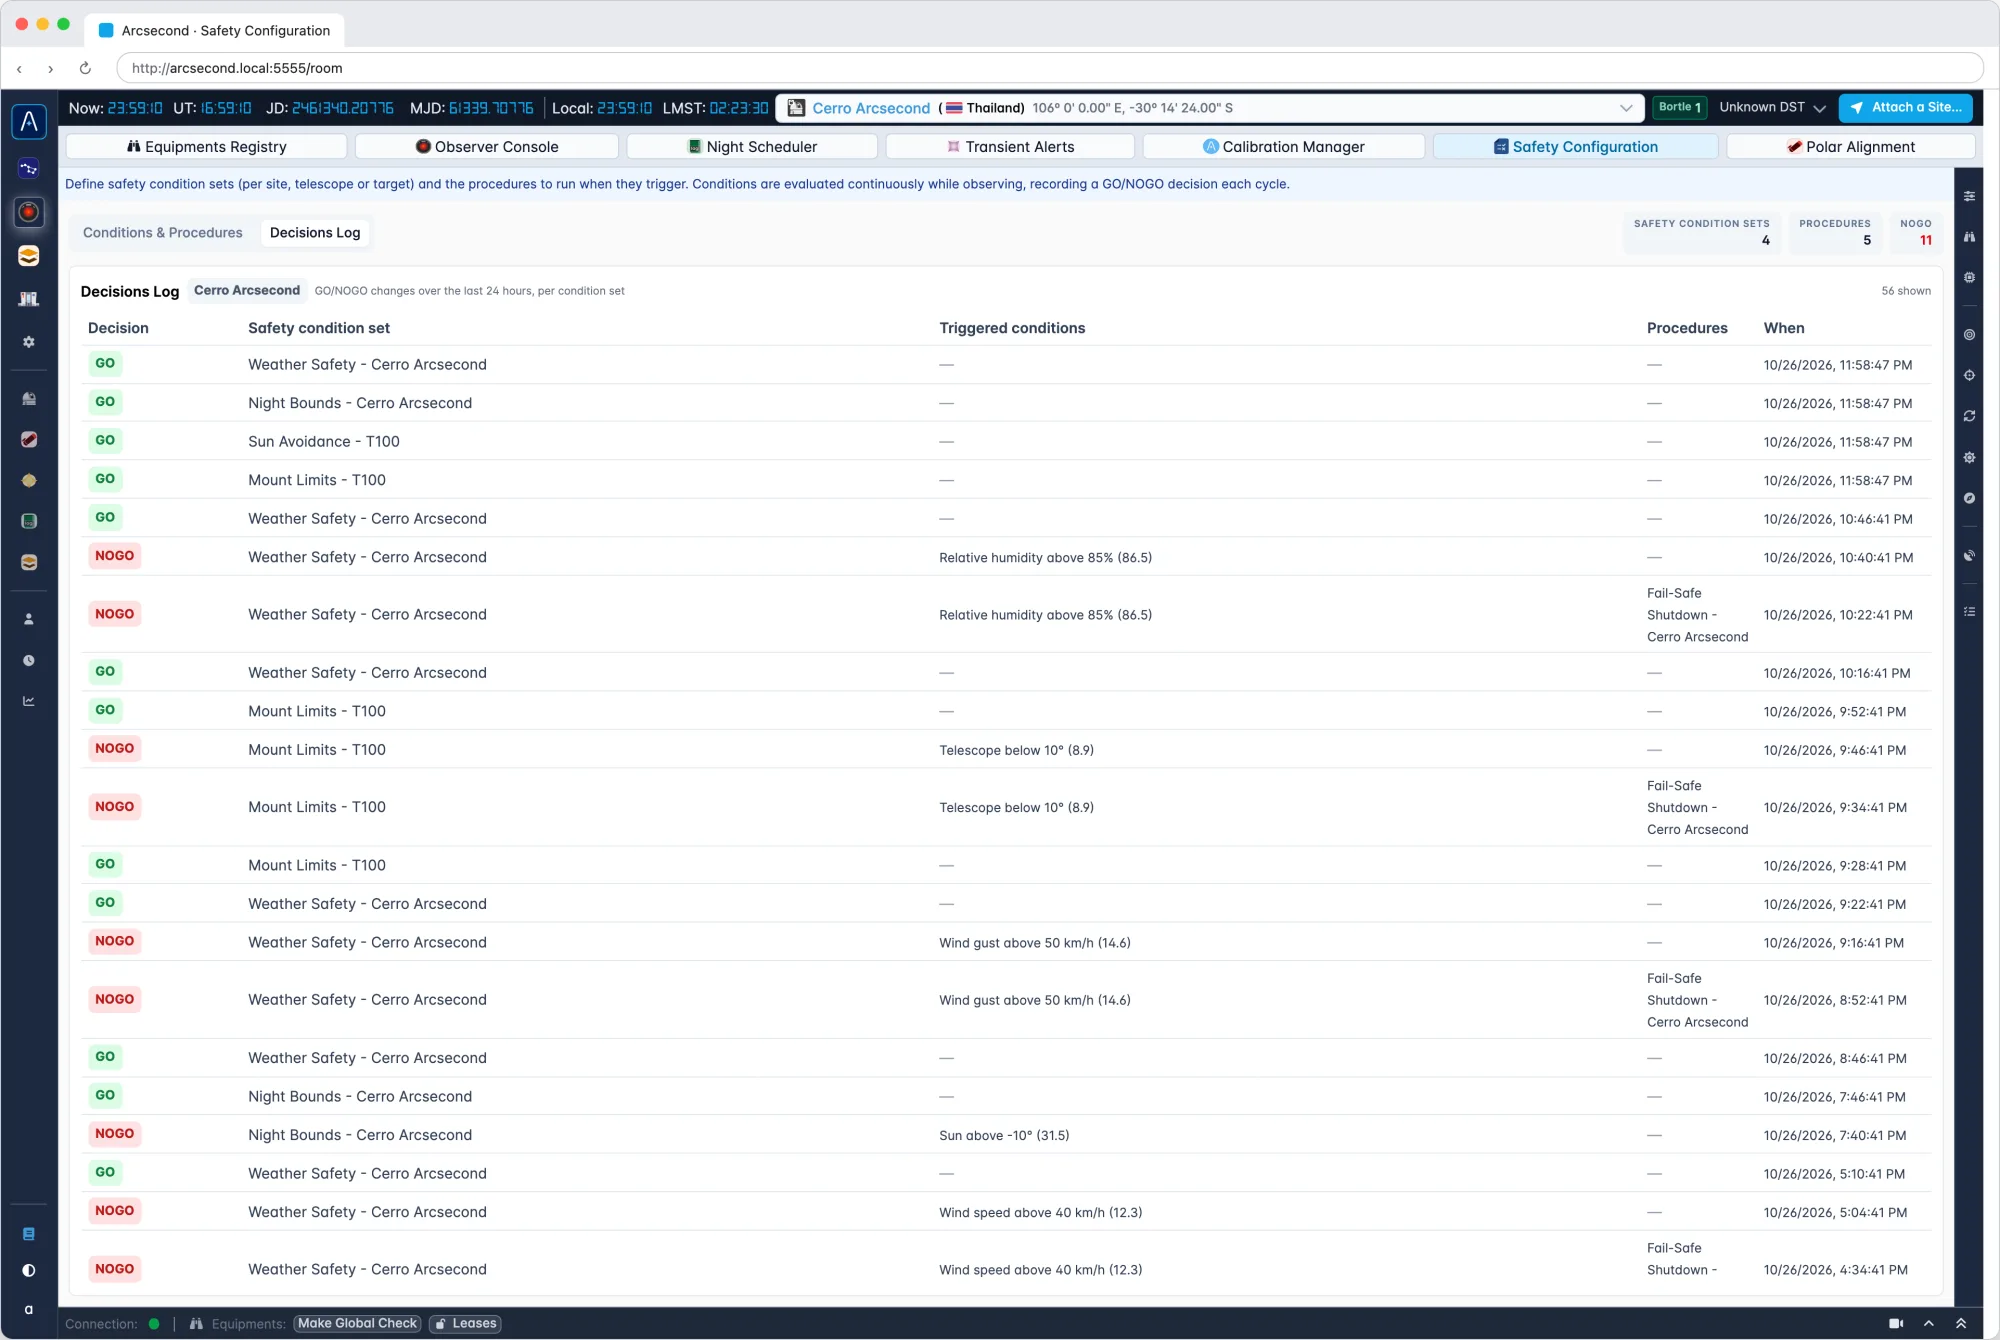 Arcsecond · Safety Configuration
http://arcsecond.local:5555/room
Now: 23:59:10 UT: 16:59:10 JD: 2461340.20776 MJD: 61339.70776 Local: 23:59:10 LMST: 02:23:30 Cerro Arcsecond ( Thailand) 106° 0' 0.00" E, -30° 14' 24.00" S Bortle 1 Unknown DST Attach a Site...
Equipments Registry Observer Console Night Scheduler Transient Alerts Calibration Manager Safety Configuration Polar Alignment
Define safety condition sets (per site, telescope or target) and the procedures to run when they trigger. Conditions are evaluated continuously while observing, recording a GO/NOGO decision each cycle.
Conditions & Procedures Decisions Log
SAFETY CONDITION SETS PROCEDURES NOGO
4 5 11
Decisions Log Cerro Arcsecond GO/NOGO changes over the last 24 hours, per condition set 56 shown
Decision Safety condition set Triggered conditions Procedures When
GO Weather Safety - Cerro Arcsecond — — 10/26/2026, 11:58:47 PM
GO Night Bounds - Cerro Arcsecond — — 10/26/2026, 11:58:47 PM
GO Sun Avoidance - T100 — — 10/26/2026, 11:58:47 PM
GO Mount Limits - T100 — — 10/26/2026, 11:58:47 PM
GO Weather Safety - Cerro Arcsecond — — 10/26/2026, 10:46:41 PM
NOGO Weather Safety - Cerro Arcsecond Relative humidity above 85% (86.5) — 10/26/2026, 10:40:41 PM
NOGO Weather Safety - Cerro Arcsecond Relative humidity above 85% (86.5) Fail-Safe Shutdown - Cerro Arcsecond 10/26/2026, 10:22:41 PM
GO Weather Safety - Cerro Arcsecond — — 10/26/2026, 10:16:41 PM
GO Mount Limits - T100 — — 10/26/2026, 9:52:41 PM
NOGO Mount Limits - T100 Telescope below 10° (8.9) — 10/26/2026, 9:46:41 PM
NOGO Mount Limits - T100 Telescope below 10° (8.9) Fail-Safe Shutdown - Cerro Arcsecond 10/26/2026, 9:34:41 PM
GO Mount Limits - T100 — — 10/26/2026, 9:28:41 PM
GO Weather Safety - Cerro Arcsecond — — 10/26/2026, 9:22:41 PM
NOGO Weather Safety - Cerro Arcsecond Wind gust above 50 km/h (14.6) — 10/26/2026, 9:16:41 PM
NOGO Weather Safety - Cerro Arcsecond Wind gust above 50 km/h (14.6) Fail-Safe Shutdown - Cerro Arcsecond 10/26/2026, 8:52:41 PM
GO Weather Safety - Cerro Arcsecond — — 10/26/2026, 8:46:41 PM
GO Night Bounds - Cerro Arcsecond — — 10/26/2026, 7:46:41 PM
NOGO Night Bounds - Cerro Arcsecond Sun above -10° (31.5) — 10/26/2026, 7:40:41 PM
GO Weather Safety - Cerro Arcsecond — — 10/26/2026, 5:10:41 PM
NOGO Weather Safety - Cerro Arcsecond Wind speed above 40 km/h (12.3) — 10/26/2026, 5:04:41 PM
NOGO Weather Safety - Cerro Arcsecond Wind speed above 40 km/h (12.3) Fail-Safe Shutdown - 10/26/2026, 4:34:41 PM
a
Connection: Equipments: Make Global Check Leases